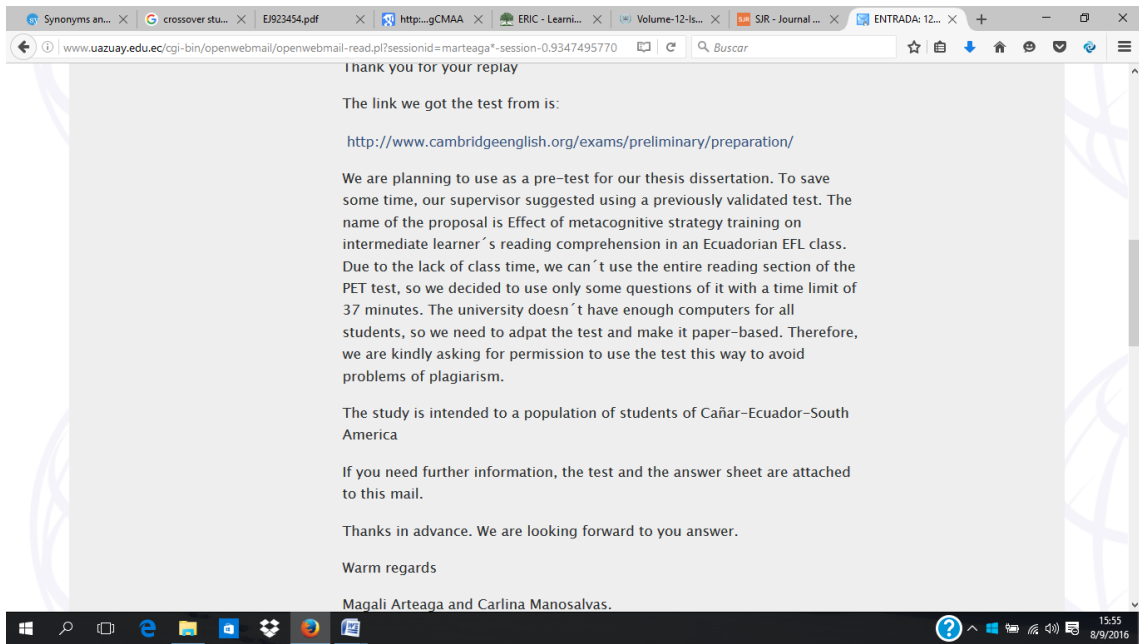 Synonyms an...
crossover stu...
EJ923454.pdf
http:...gCMAA
ERIC - Learni...
Volume-12-Is...
SJR - Journal ...
ENTRADA: 12...
www.uazuay.edu.ec/cgi-bin/openwebmail/openwebmail-read.pl?sessionid=marteaga*-session-0.9347495770
Buscar
Thank you for your replay
The link we got the test from is:
http://www.cambridgeenglish.org/exams/preliminary/preparation/
We are planning to use as a pre-test for our thesis dissertation. To save
some time, our supervisor suggested using a previously validated test. The
name of the proposal is Effect of metacognitive strategy training on
intermediate learner´s reading comprehension in an Ecuadorian EFL class.
Due to the lack of class time, we can´t use the entire reading section of the
PET test, so we decided to use only some questions of it with a time limit of
37 minutes. The university doesn´t have enough computers for all
students, so we need to adpat the test and make it paper-based. Therefore,
we are kindly asking for permission to use the test this way to avoid
problems of plagiarism.
The study is intended to a population of students of Cañar-Ecuador-South
America
If you need further information, the test and the answer sheet are attached
to this mail.
Thanks in advance. We are looking forward to you answer.
Warm regards
Magali Arteaga and Carlina Manosalvas.
15:55
8/9/2016